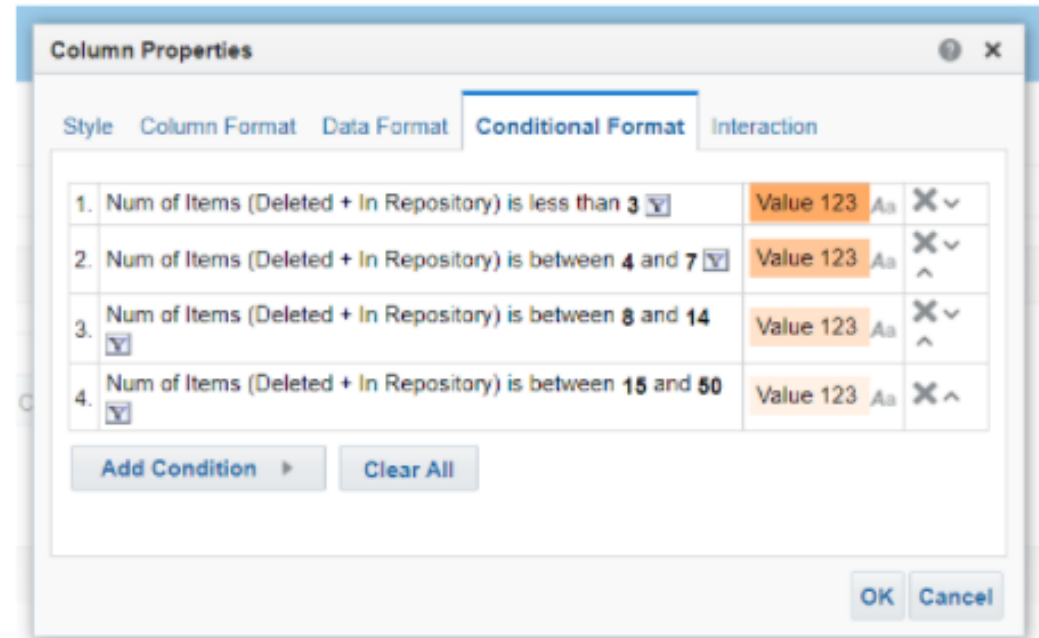 Column Properties
Style Column Format Data Format Conditional Format Interaction
1. Num of Items (Deleted + In Repository) is less than 3 Value 123 Aa
2. Num of Items (Deleted + In Repository) is between 4 and 7 Value 123 Aa
3. Num of Items (Deleted + In Repository) is between 8 and 14 Value 123 Aa
4. Num of Items (Deleted + In Repository) is between 15 and 50 Value 123 Aa
Add Condition Clear All
OK Cancel